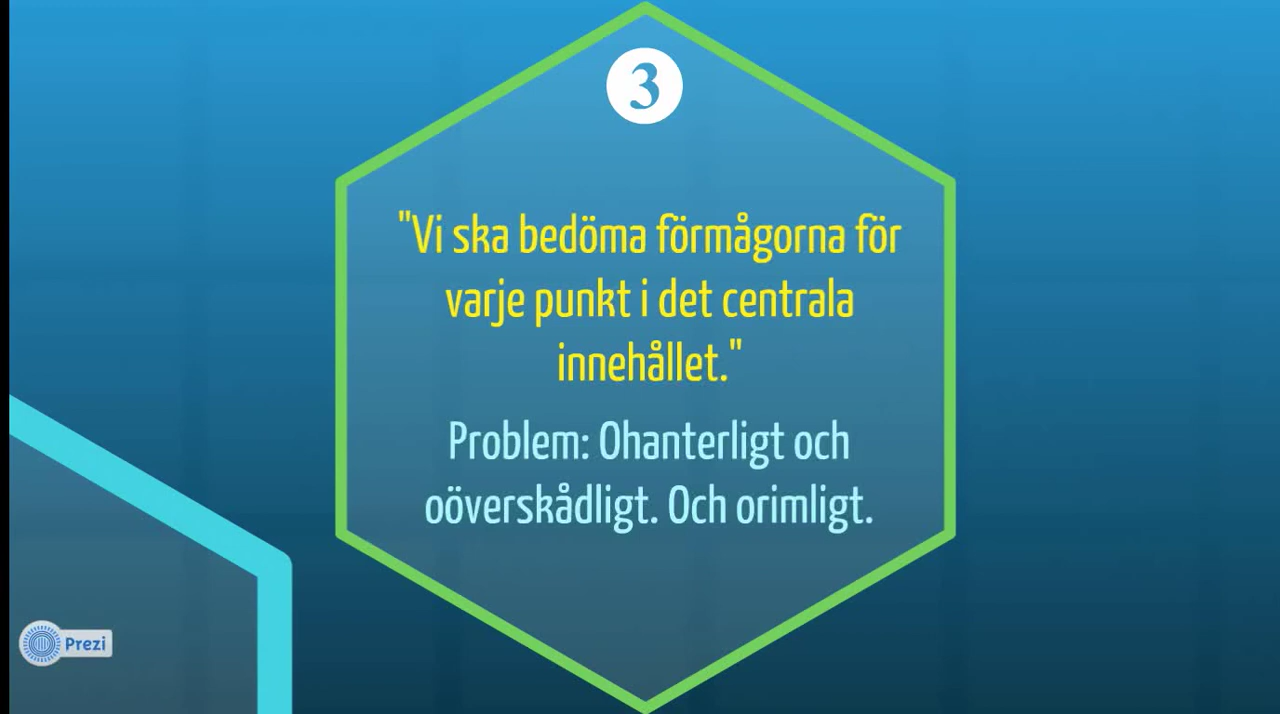 3
"Vi ska bedöma förmågorna för
varje punkt i det centrala
innehållet."
Problem: Ohanterligt och
oöverskådligt. Och orimligt.
Prezi